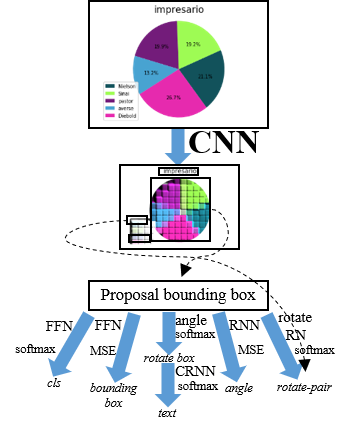 impresario
19.2%
18.8%
21.1%
13.2%
26.7%
Nielson
Sinai
pastor
averse
Diebold
CNN
impresario
Proposal bounding box
FFN FFN angle RNN rotate
softmax MSE softmax MSE RN softmax
rotate box
cls bounding box CRNN softmax angle rotate-pair
text